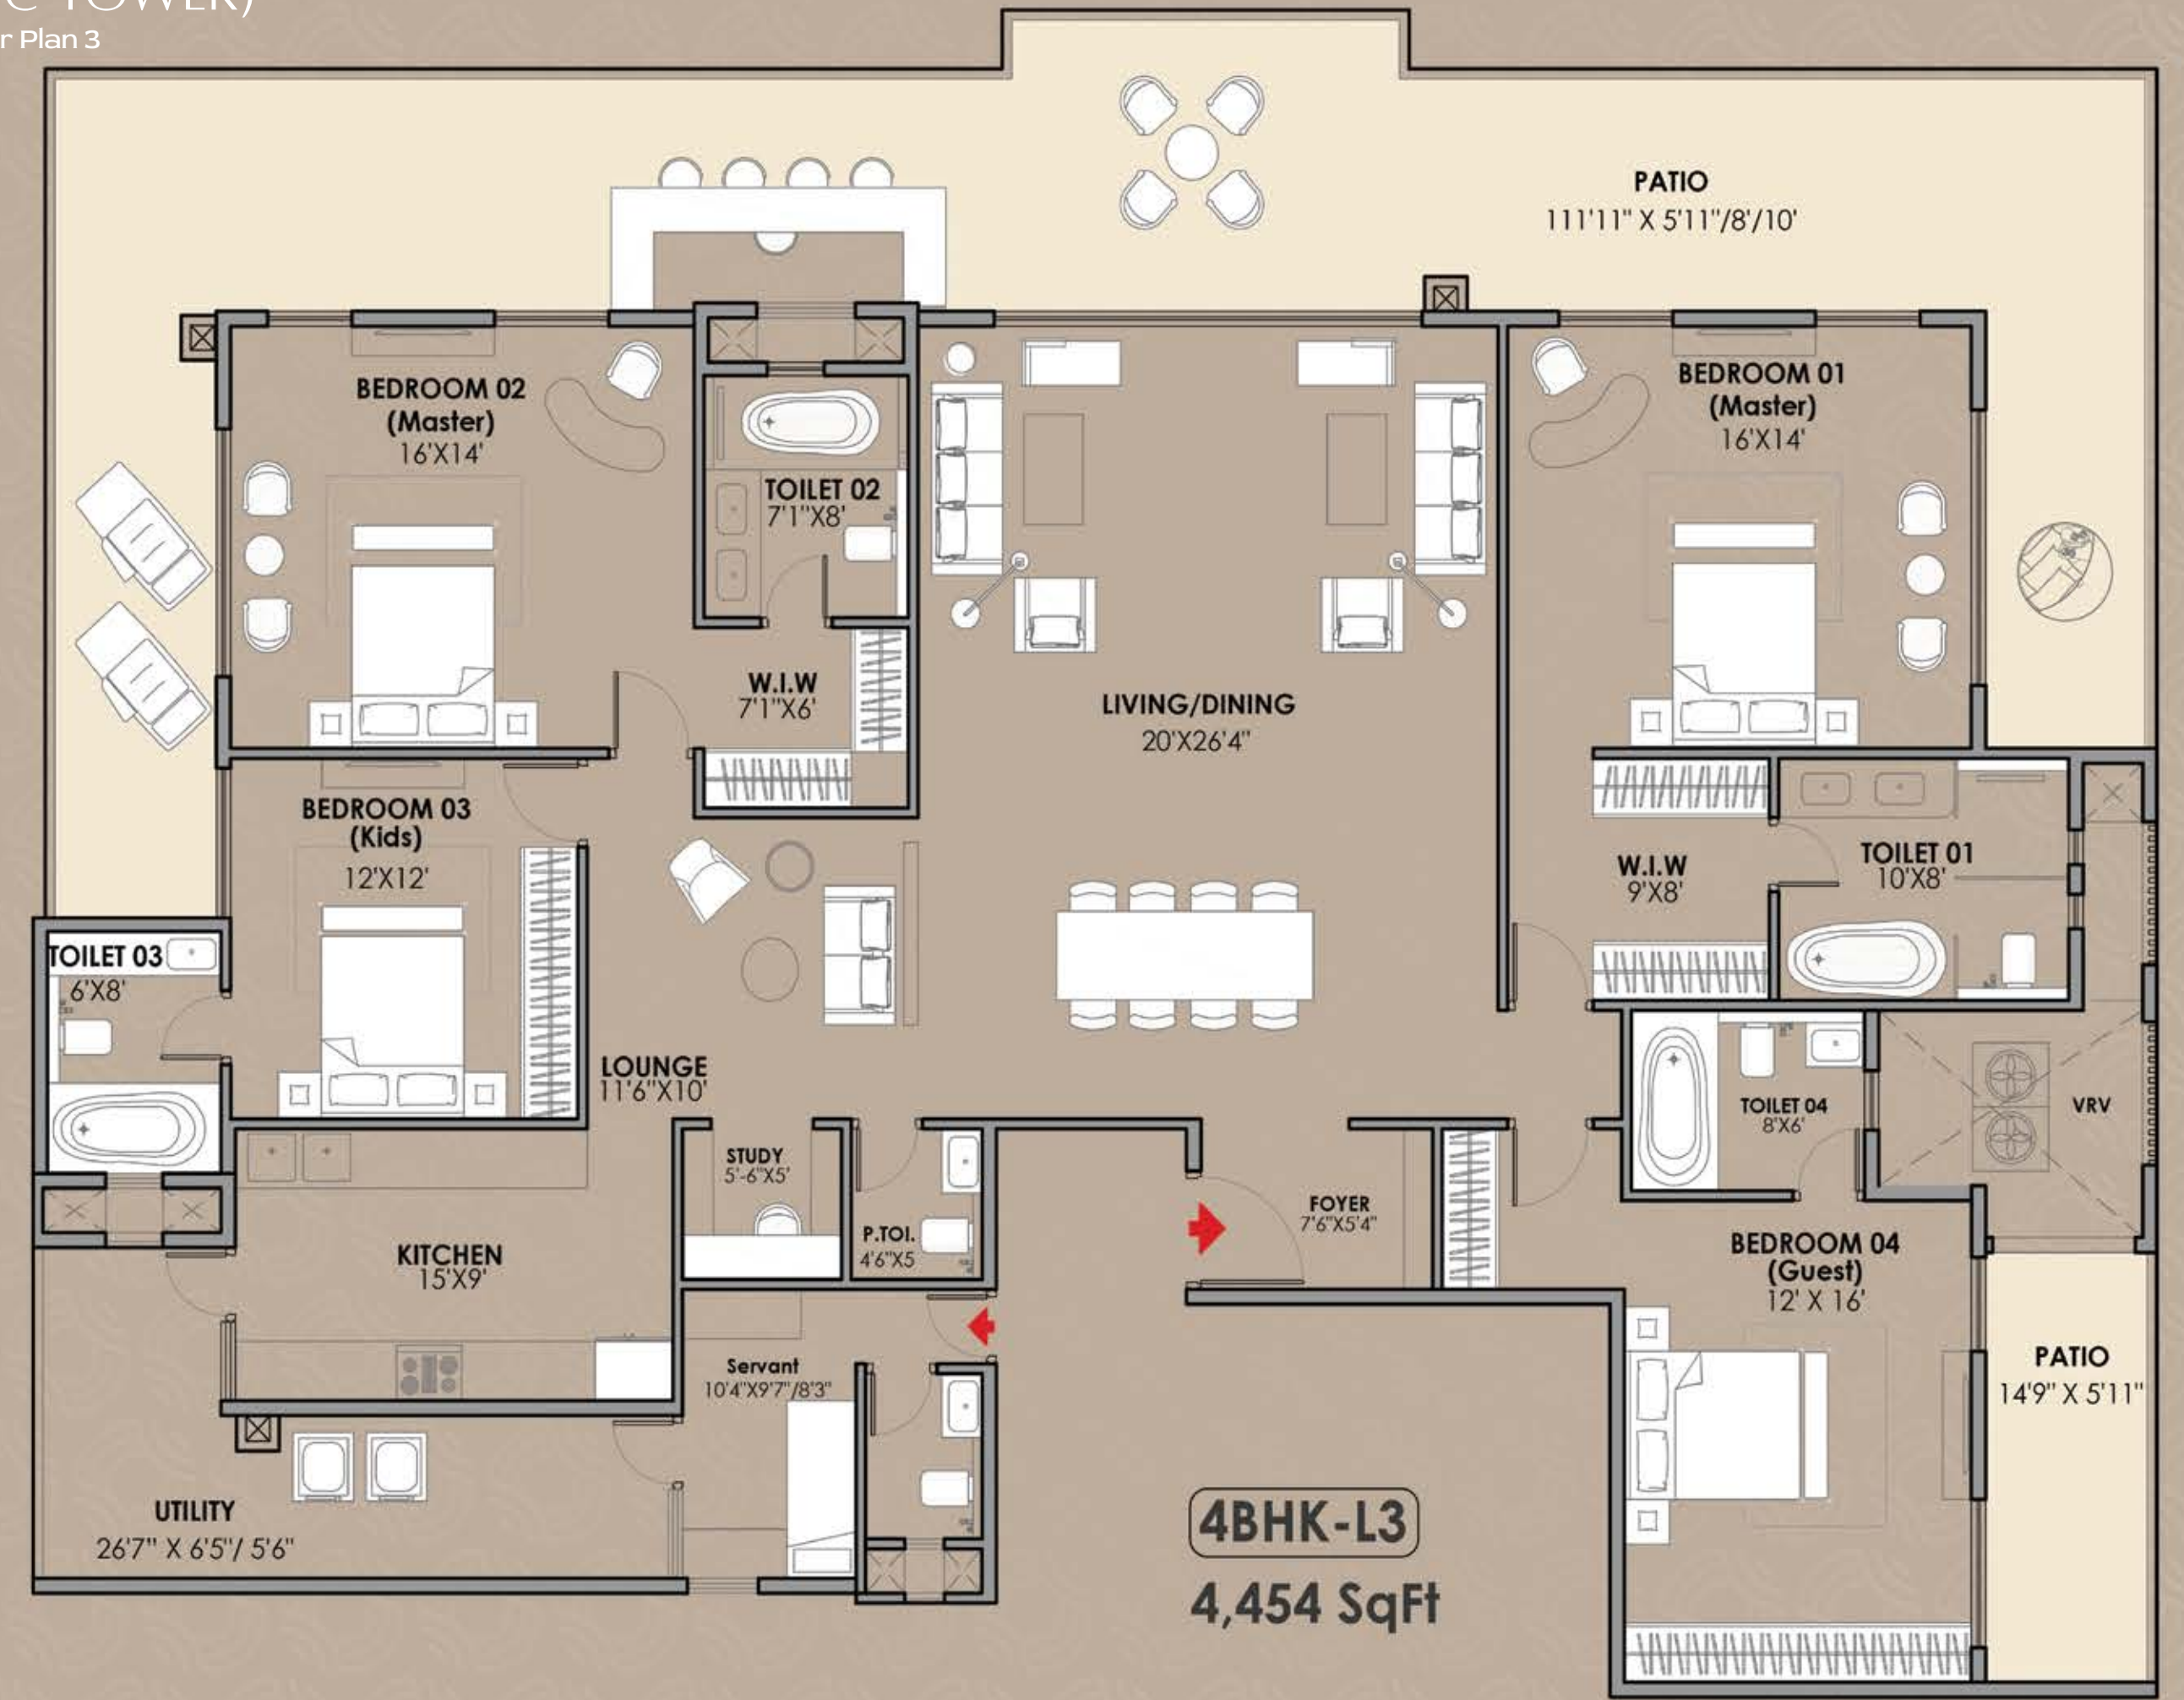 C TOWER)
r Plan 3
PATIO
111'11" X 5'11"/8'/10'
BEDROOM 02
(Master)
16'X14'
BEDROOM 01
(Master)
16'X14'
TOILET 02
7'1"X8'
W.I.W
7'1"X6'
LIVING/DINING
20'X26'4"
BEDROOM 03
(Kids)
12'X12'
W.I.W
9'X8'
TOILET 01
10'X8'
TOILET 03
6'X8'
LOUNGE
11'6"X10'
TOILET 04
8'X6'
VRV
STUDY
5'-6"X5'
P.TOI.
4'6"X5
FOYER
7'6"X5'4"
KITCHEN
15'X9'
BEDROOM 04
(Guest)
12' X 16'
Servant
10'4"X9'7"/8'3"
PATIO
14'9" X 5'11"
UTILITY
26'7" X 6'5"/ 5'6"
4BHK-L3
4,454 SqFt